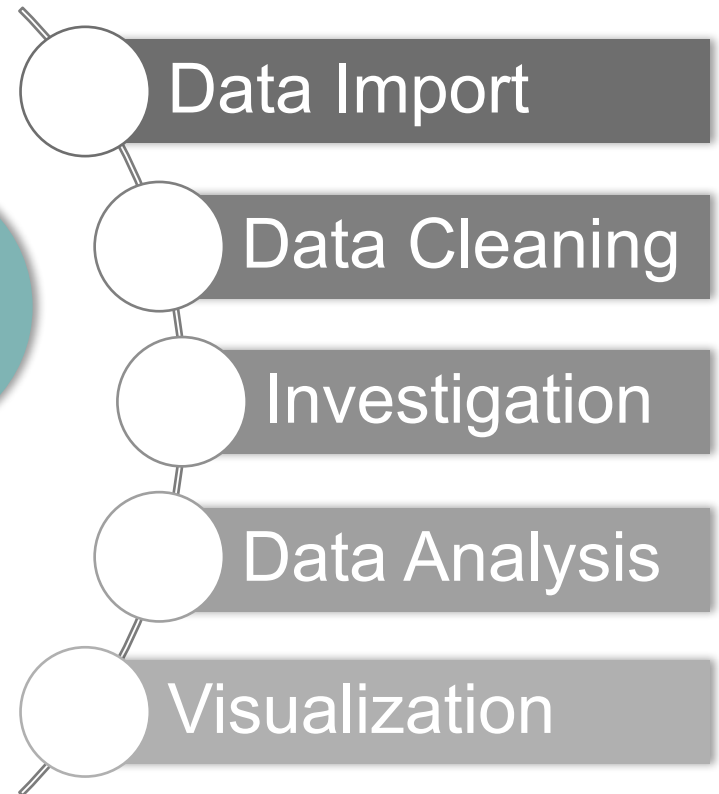 Data Import
Data Cleaning
Investigation
Data Analysis
Visualization